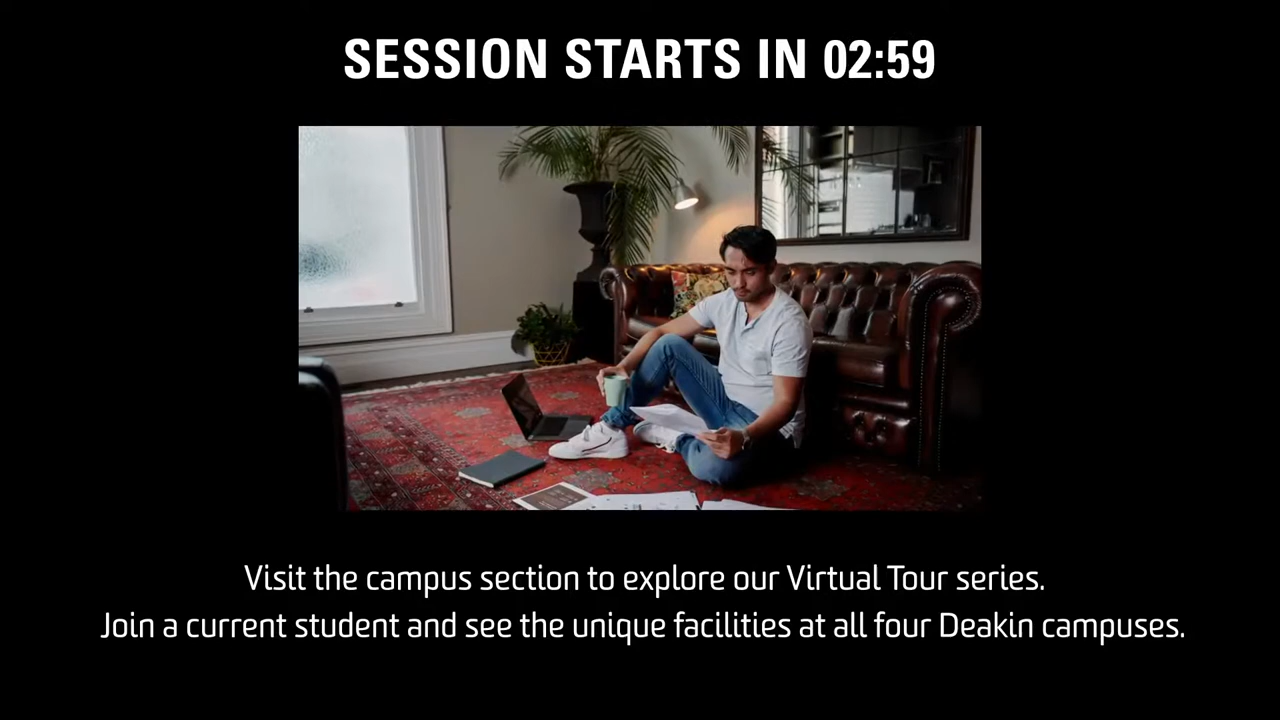 SESSION STARTS IN 02:59
Visit the campus section to explore our Virtual Tour series.
Join a current student and see the unique facilities at all four Deakin campuses.